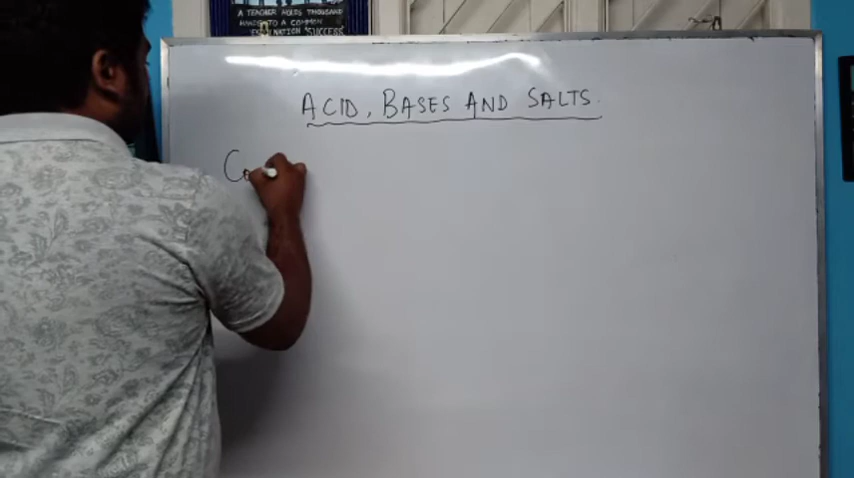 A TEACHER HOLDS THOUSAND
HANDS TO A COMMON
"SUCCESS"
ACID, BASES AND SALTS.